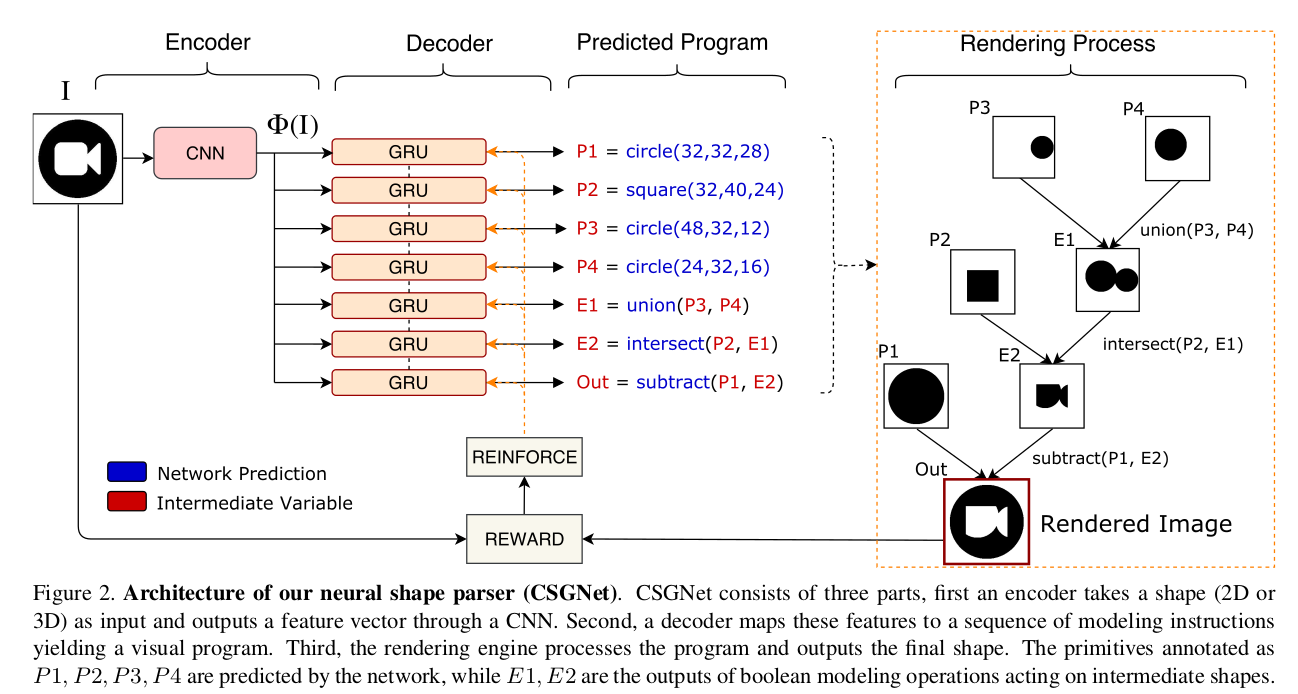 Encoder
Decoder
Predicted Program
Rendering Process
I
Φ(I)
CNN
GRU
GRU
GRU
GRU
GRU
GRU
GRU
P1 = circle(32,32,28)
P2 = square(32,40,24)
P3 = circle(48,32,12)
P4 = circle(24,32,16)
E1 = union(P3, P4)
E2 = intersect(P2, E1)
Out = subtract(P1, E2)
P3
P4
union(P3, P4)
P2
E1
intersect(P2, E1)
P1
E2
subtract(P1, E2)
Out
Rendered Image
REINFORCE
REWARD
Network Prediction
Intermediate Variable
Figure 2. Architecture of our neural shape parser (CSGNet). CSGNet consists of three parts, first an encoder takes a shape (2D or
3D) as input and outputs a feature vector through a CNN. Second, a decoder maps these features to a sequence of modeling instructions
yielding a visual program. Third, the rendering engine processes the program and outputs the final shape. The primitives annotated as
P1, P2, P3, P4 are predicted by the network, while E1, E2 are the outputs of boolean modeling operations acting on intermediate shapes.